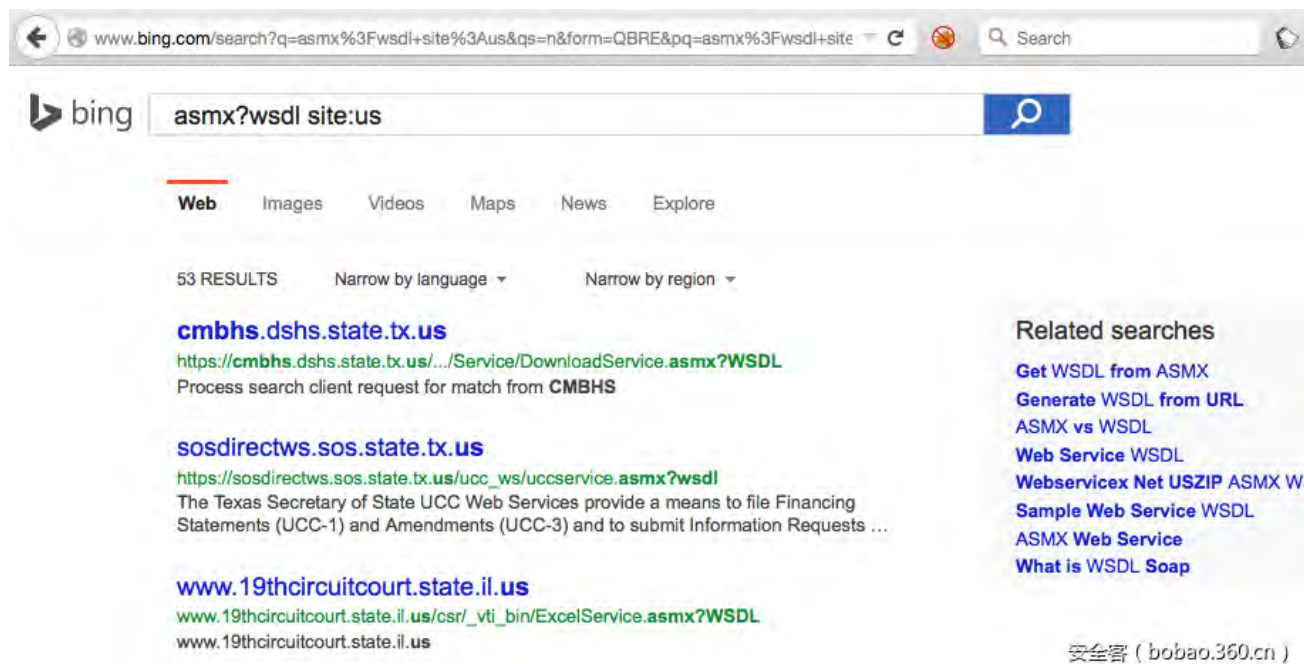 www.bing.com/search?q=asmx%3Fwsdl+site%3Aus&qs=n&form=QBRE&pq=asmx%3Fwsdl+site
Search
bing
asmx?wsdl site:us
Web Images Videos Maps News Explore
53 RESULTS Narrow by language Narrow by region
cmbhs.dshs.state.tx.us
https://cmbhs.dshs.state.tx.us/.../Service/DownloadService.asmx?WSDL
Process search client request for match from CMBHS
sosdirectws.sos.state.tx.us
https://sosdirectws.sos.state.tx.us/ucc_ws/uccservice.asmx?wsdl
The Texas Secretary of State UCC Web Services provide a means to file Financing
Statements (UCC-1) and Amendments (UCC-3) and to submit Information Requests ...
www.19thcircuitcourt.state.il.us
www.19thcircuitcourt.state.il.us/csr/_vti_bin/ExcelService.asmx?WSDL
www.19thcircuitcourt.state.il.us
Related searches
Get WSDL from ASMX
Generate WSDL from URL
ASMX vs WSDL
Web Service WSDL
Webservicex Net USZIP ASMX W
Sample Web Service WSDL
ASMX Web Service
What is WSDL Soap
安全客 ( bobao.360.cn )